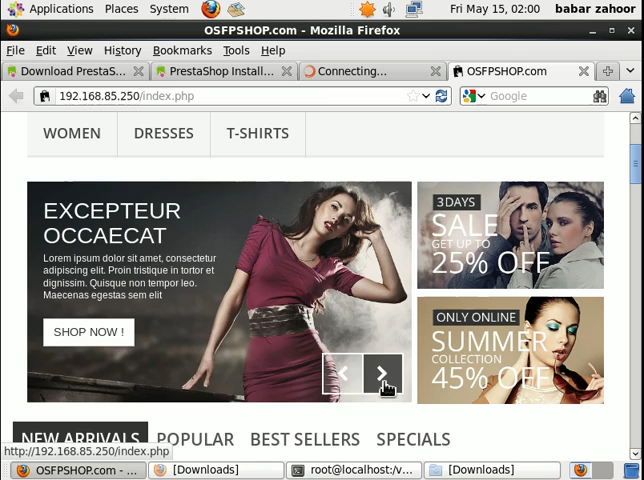 Applications Places System Fri May 15, 02:00 babar zahoor
OSFPSHOP.com - Mozilla Firefox
File Edit View History Bookmarks Tools Help
Download PrestaS... PrestaShop Install... Connecting... OSFPSHOP.com
192.168.85.250/index.php Google
WOMEN DRESSES T-SHIRTS
EXCEPTEUR
OCCAECAT
Lorem ipsum dolor sit amet, consectetur
adipiscing elit. Proin tristique in tortor et
dignissim. Quisque non tempor leo.
Maecenas egestas sem elit
SHOP NOW !
3DAYS
SALE
GET UP TO
25% OFF
ONLY ONLINE
SUMMER
COLLECTION
45% OFF
NEW ARRIVALS POPULAR BEST SELLERS SPECIALS
http://192.168.85.250/index.php
OSFPSHOP.com - ... [Downloads] root@localhost:/v... [Downloads]